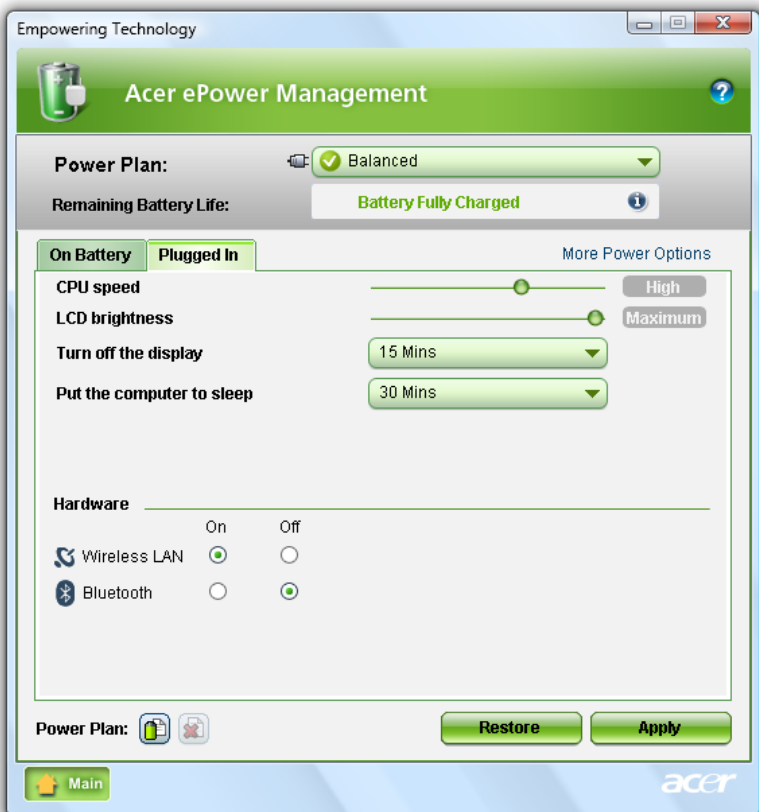 Empowering Technology
Acer ePower Management
?
Power Plan: Balanced
Remaining Battery Life: Battery Fully Charged i
On Battery Plugged In More Power Options
CPU speed High
LCD brightness Maximum
Turn off the display 15 Mins
Put the computer to sleep 30 Mins
Hardware
On Off
Wireless LAN
Bluetooth
Power Plan: Restore Apply
Main acer